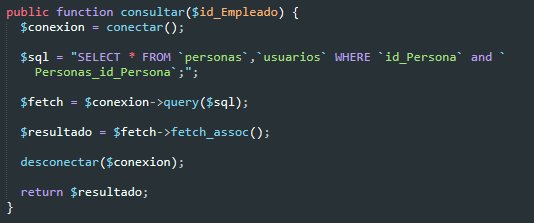 public function consultar($id_Empleado) {
$conexion = conectar();
$sql = "SELECT * FROM `personas`,`usuarios` WHERE `id_Persona` and `
Personas_id_Persona`;";
$fetch = $conexion->query($sql);
$resultado = $fetch->fetch_assoc();
desconectar($conexion);
return $resultado;
}